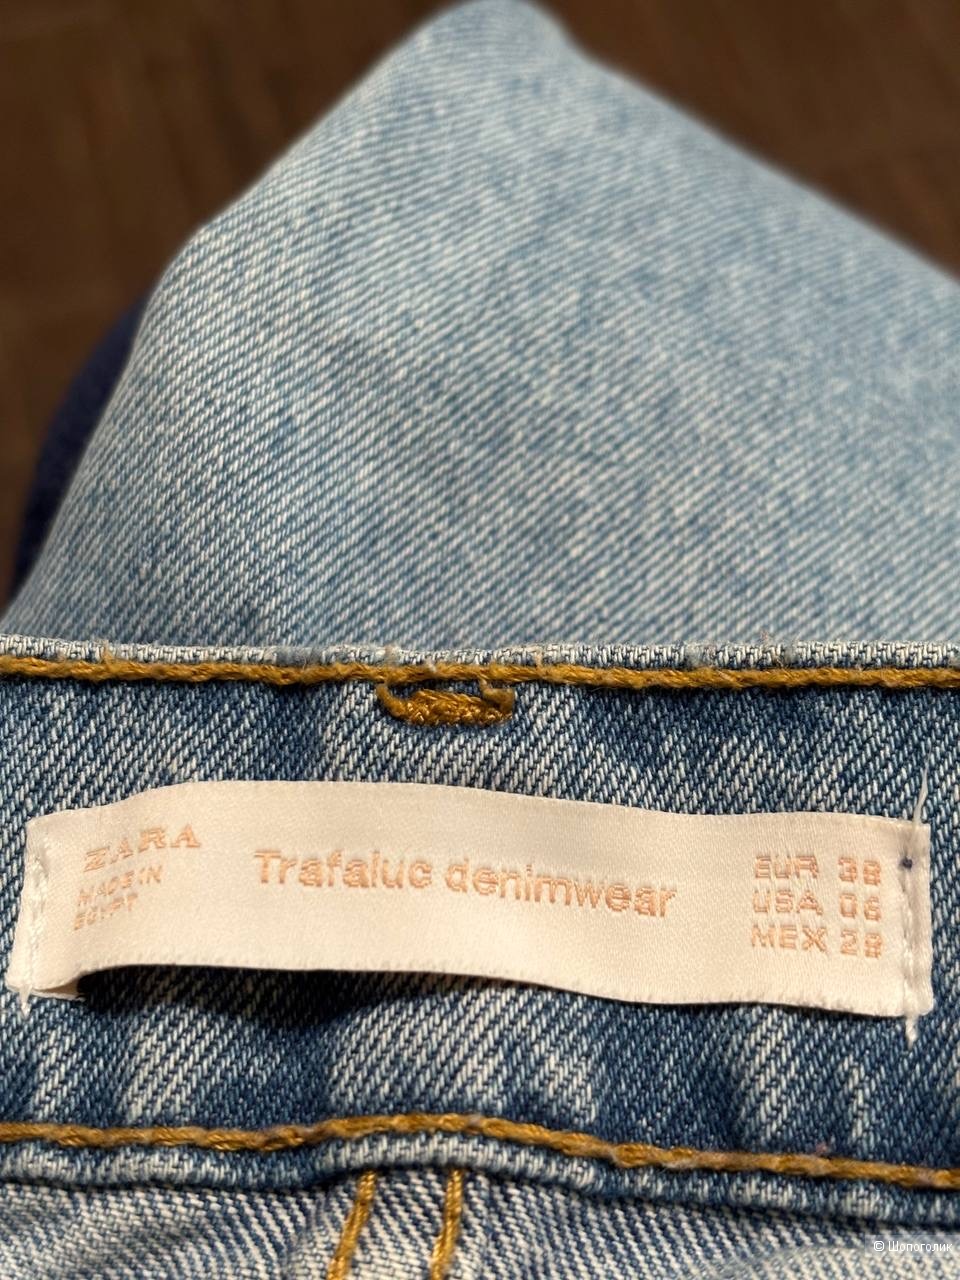 ZARA
MADE IN
EGYPT
Trafaluc denimwear
EUR 38
USA 06
MEX 28
© Шопоголик